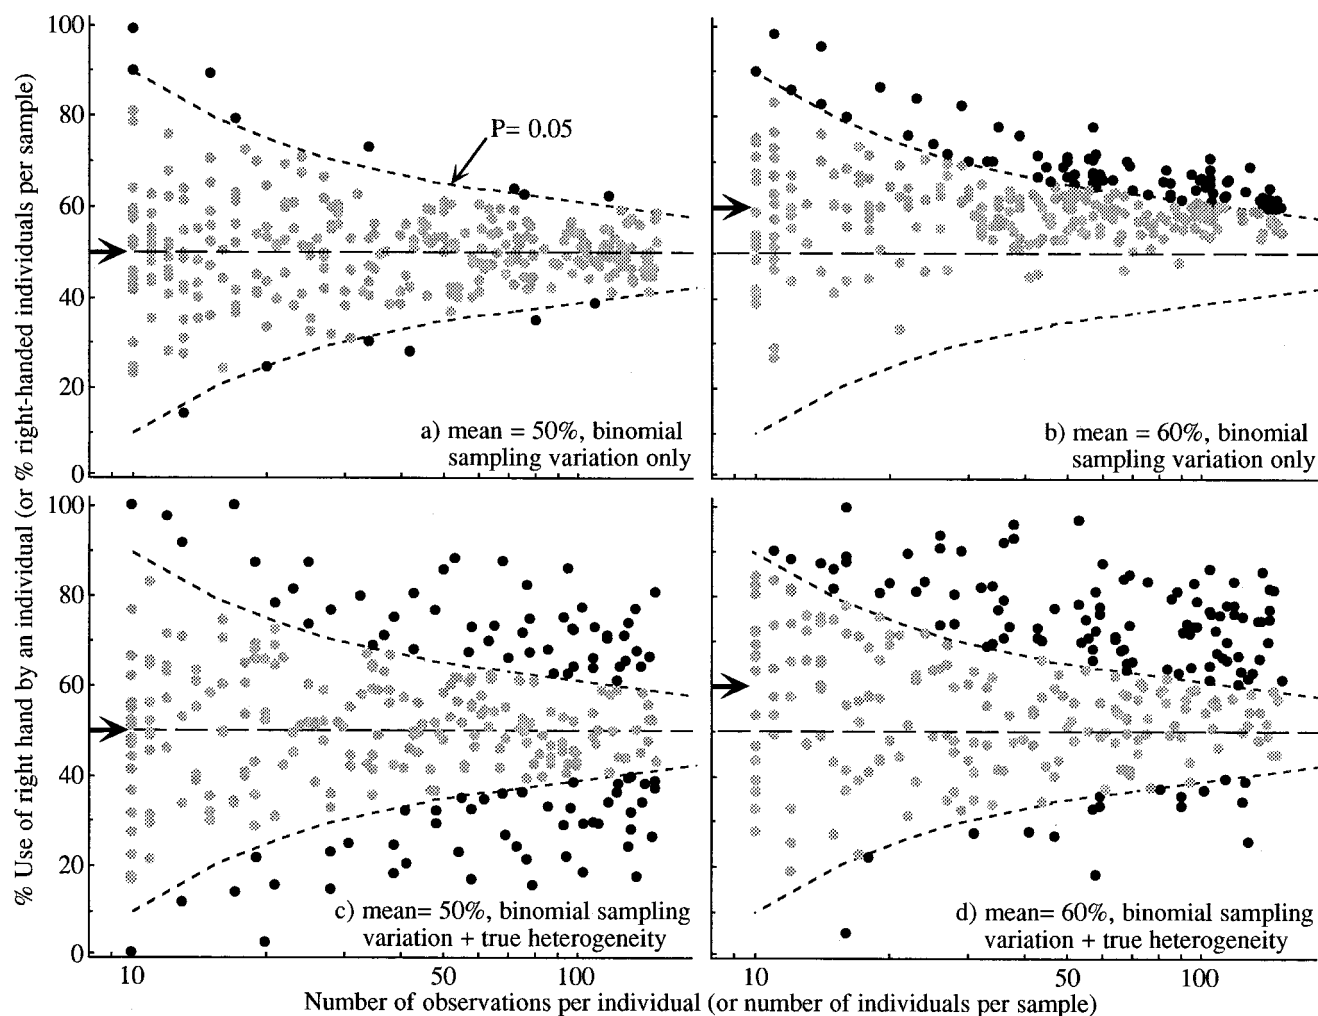 % Use of right hand by an individual (or % right-handed individuals per sample)
100
80
60
40
20
0
P= 0.05
a) mean = 50%, binomial
sampling variation only
b) mean = 60%, binomial
sampling variation only
100
80
60
40
20
0
c) mean= 50%, binomial sampling
variation + true heterogeneity
d) mean= 60%, binomial sampling
variation + true heterogeneity
10
50
100
10
50
100
Number of observations per individual (or number of individuals per sample)